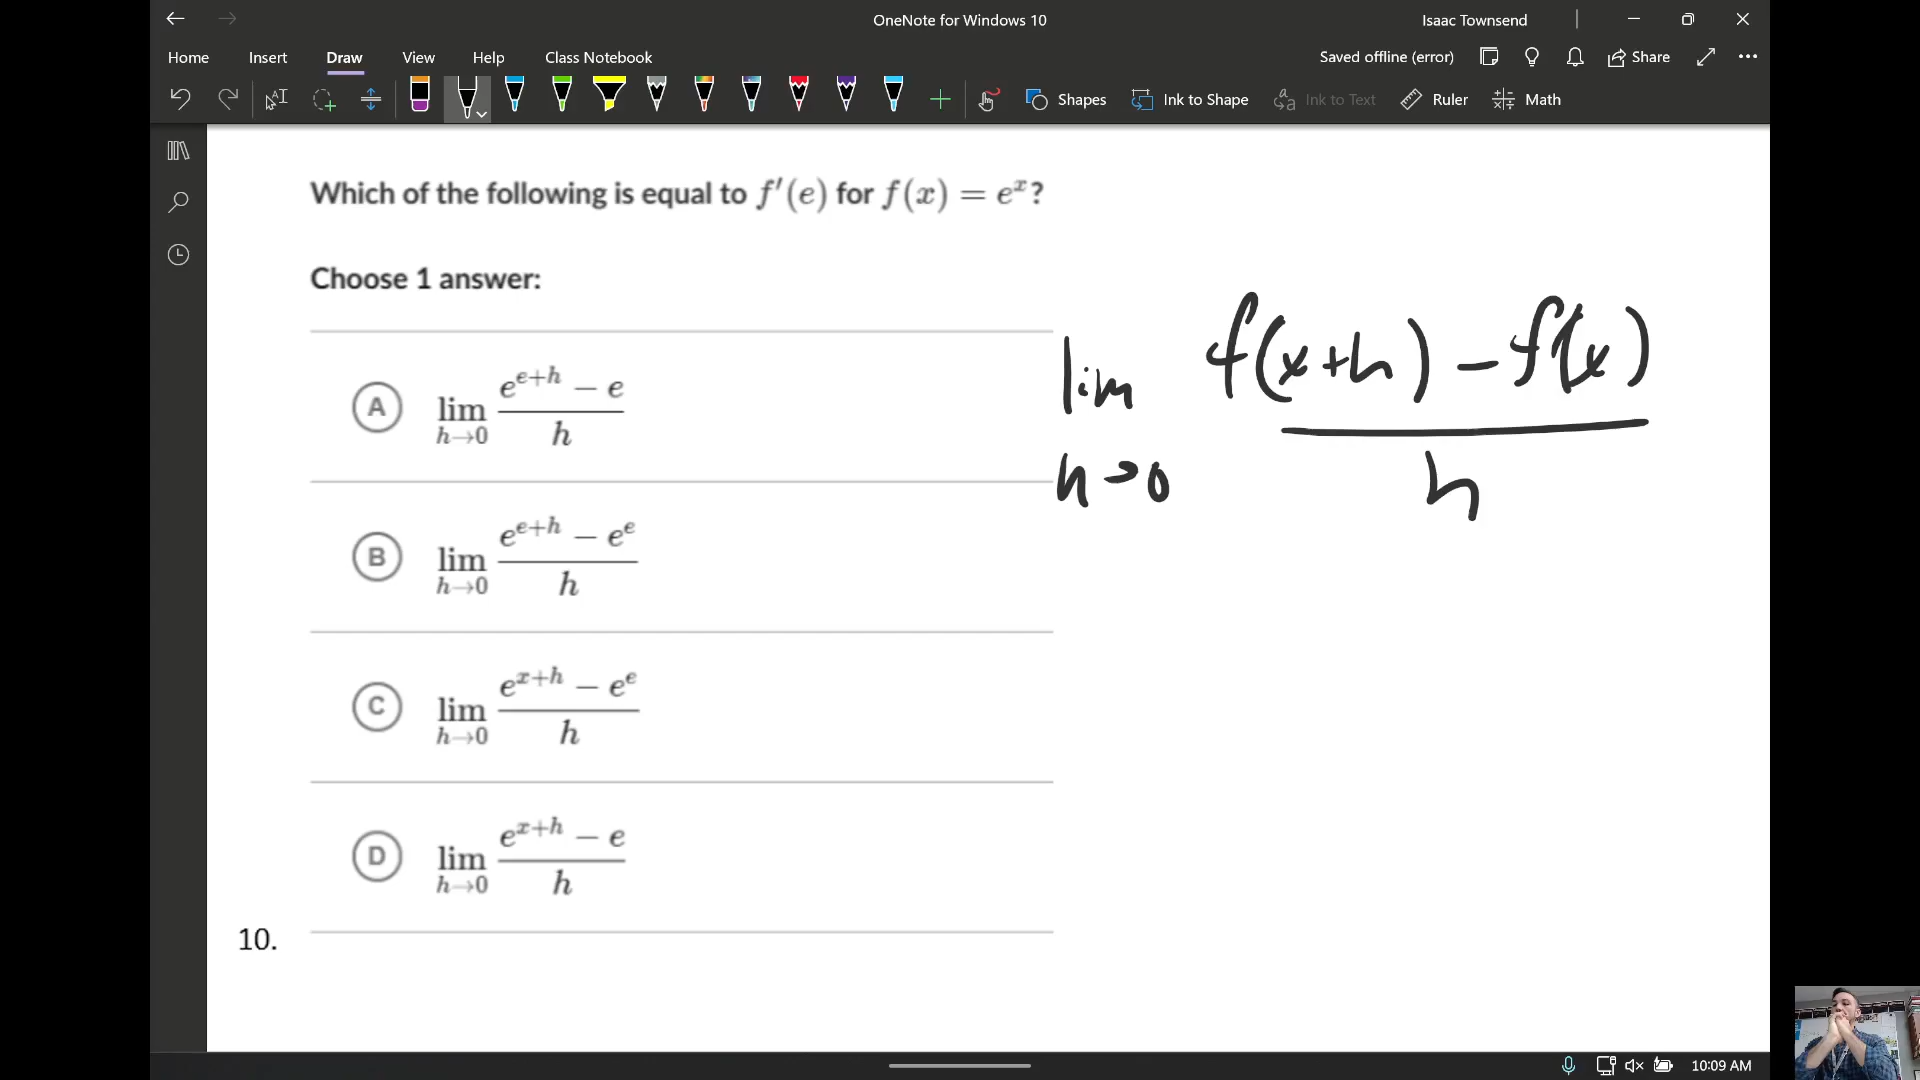 OneNote for Windows 10
Isaac Townsend
Home Insert Draw View Help Class Notebook
Saved offline (error) Share
Shapes Ink to Shape Ink to Text Ruler Math
Which of the following is equal to f′(e) for f(x) = eˣ?
Choose 1 answer:
A lim h→0 (e^(e+h) − e)/h
B lim h→0 (e^(e+h) − e^e)/h
C lim h→0 (e^(x+h) − e^e)/h
D lim h→0 (e^(x+h) − e)/h
10.
lim h→0 (f(x+h) − f(x))/h
10:09 AM